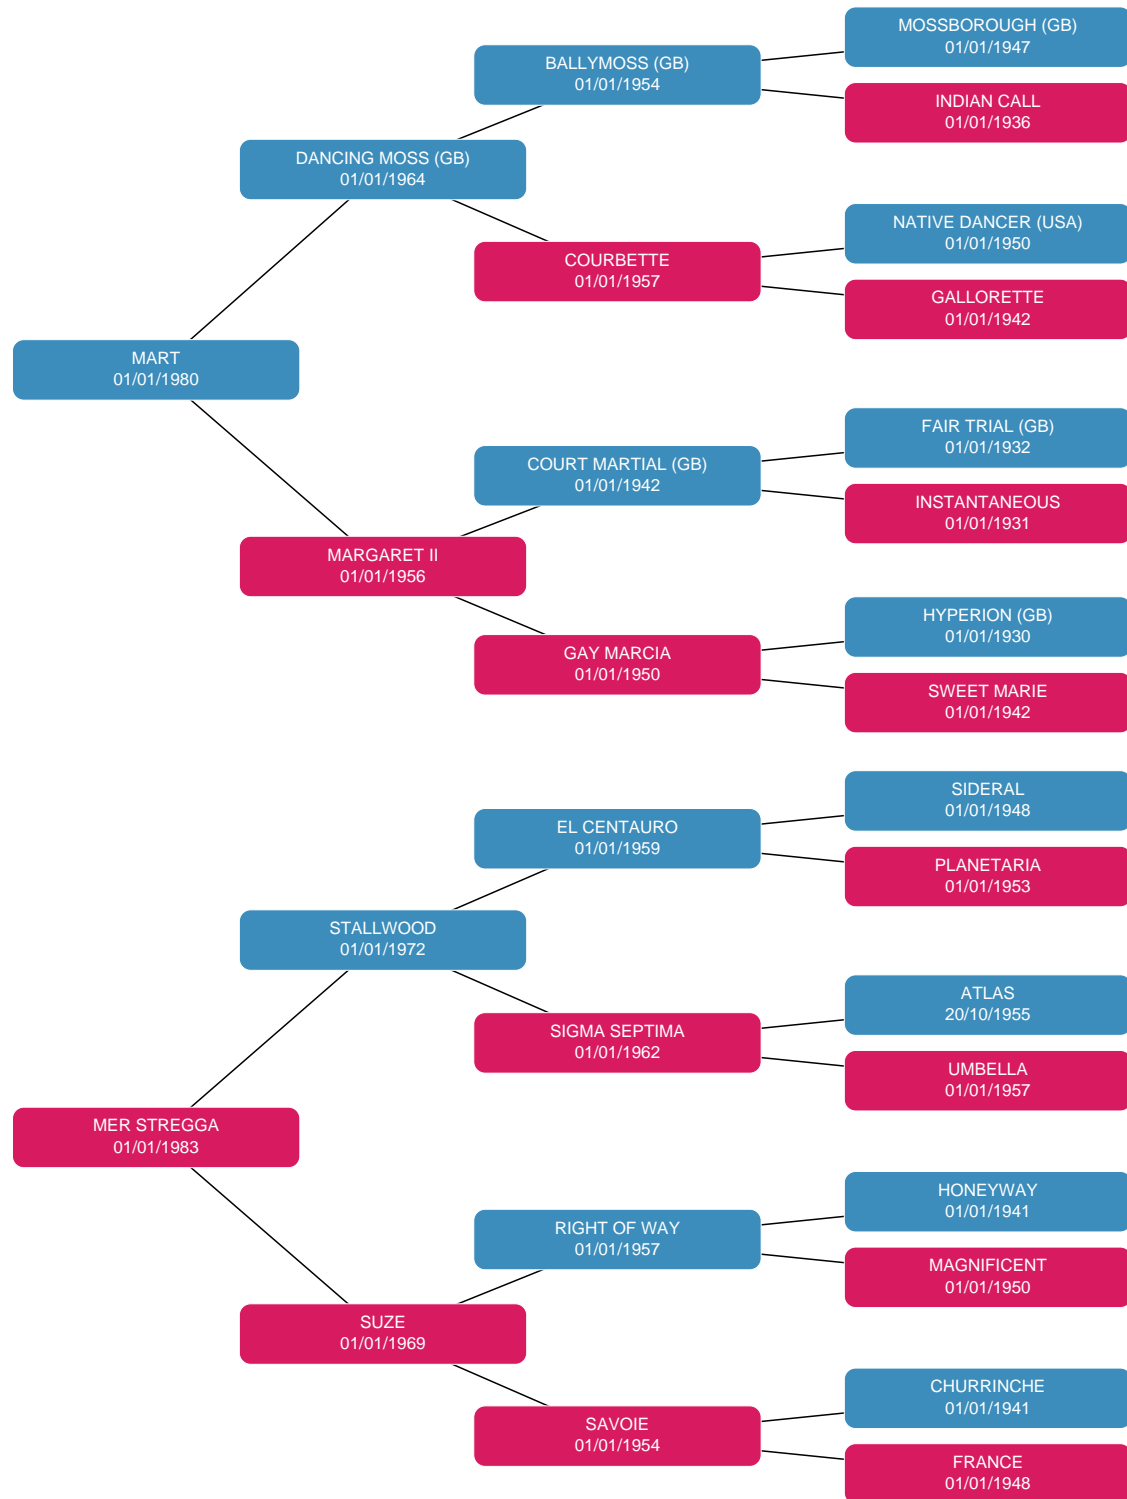 MOSSBOROUGH (GB)
01/01/1947
BALLYMOSS (GB)
01/01/1954
INDIAN CALL
01/01/1936
DANCING MOSS (GB)
01/01/1964
NATIVE DANCER (USA)
01/01/1950
COURBETTE
01/01/1957
GALLORETTE
01/01/1942
MART
01/01/1980
FAIR TRIAL (GB)
01/01/1932
COURT MARTIAL (GB)
01/01/1942
INSTANTANEOUS
01/01/1931
MARGARET II
01/01/1956
HYPERION (GB)
01/01/1930
GAY MARCIA
01/01/1950
SWEET MARIE
01/01/1942
SIDERAL
01/01/1948
EL CENTAURO
01/01/1959
PLANETARIA
01/01/1953
STALLWOOD
01/01/1972
ATLAS
20/10/1955
SIGMA SEPTIMA
01/01/1962
UMBELLA
01/01/1957
MER STREGGA
01/01/1983
HONEYWAY
01/01/1941
RIGHT OF WAY
01/01/1957
MAGNIFICENT
01/01/1950
SUZE
01/01/1969
CHURRINCHE
01/01/1941
SAVOIE
01/01/1954
FRANCE
01/01/1948